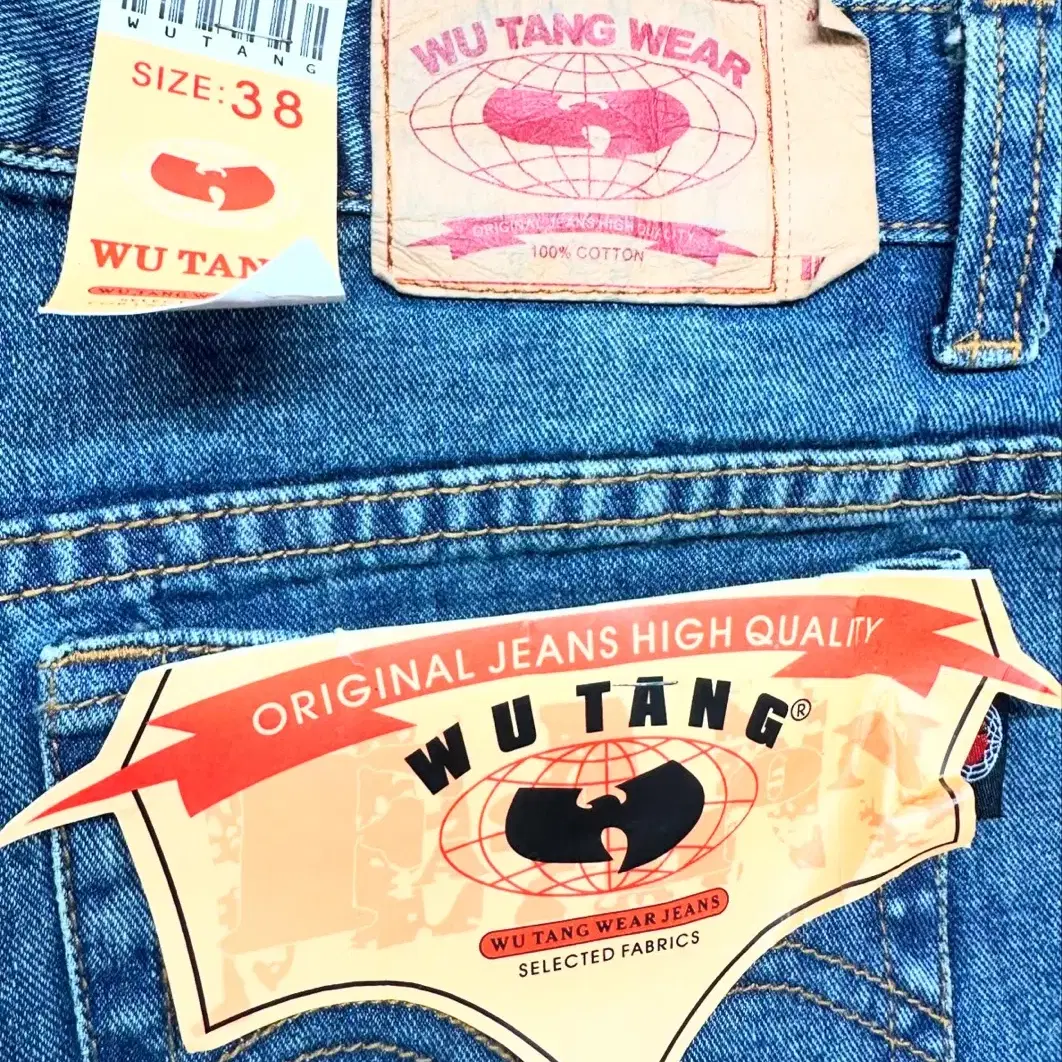 WUTANG
SIZE:38
WU TAN
WU TANG WEAR
ORIGINAL JEANS HIGH QUALITY
100% COTTON
ORIGINAL JEANS HIGH QUALITY
WU TANG®
WU TANG WEAR JEANS
SELECTED FABRICS